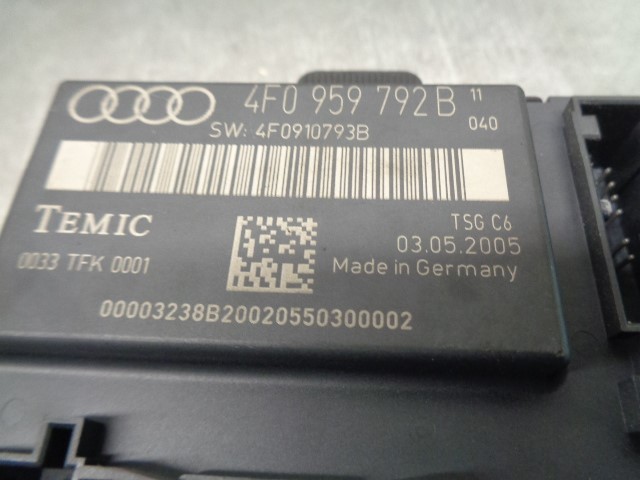 4F0 959 792 B 11
040
SW: 4F0910793B
TEMIC
TSG C6
03.05.2005
0033 TFK 0001
Made in Germany
00003238B20020550300002